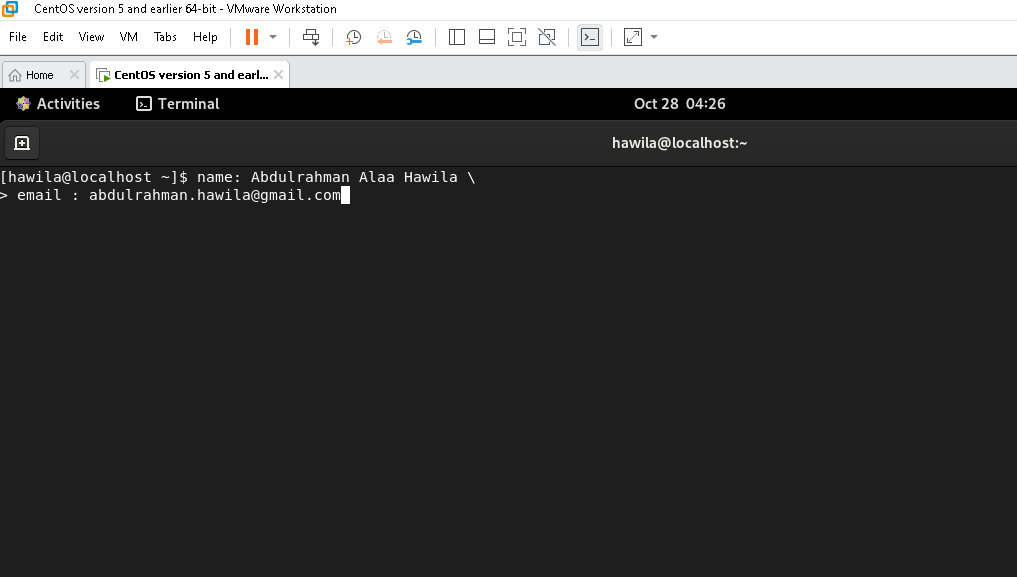 CentOS version 5 and earlier 64-bit - VMware Workstation
File Edit View VM Tabs Help
Home CentOS version 5 and earl...
Activities Terminal Oct 28 04:26
hawila@localhost:~
[hawila@localhost ~]$ name: Abdulrahman Alaa Hawila \
> email : abdulrahman.hawila@gmail.com